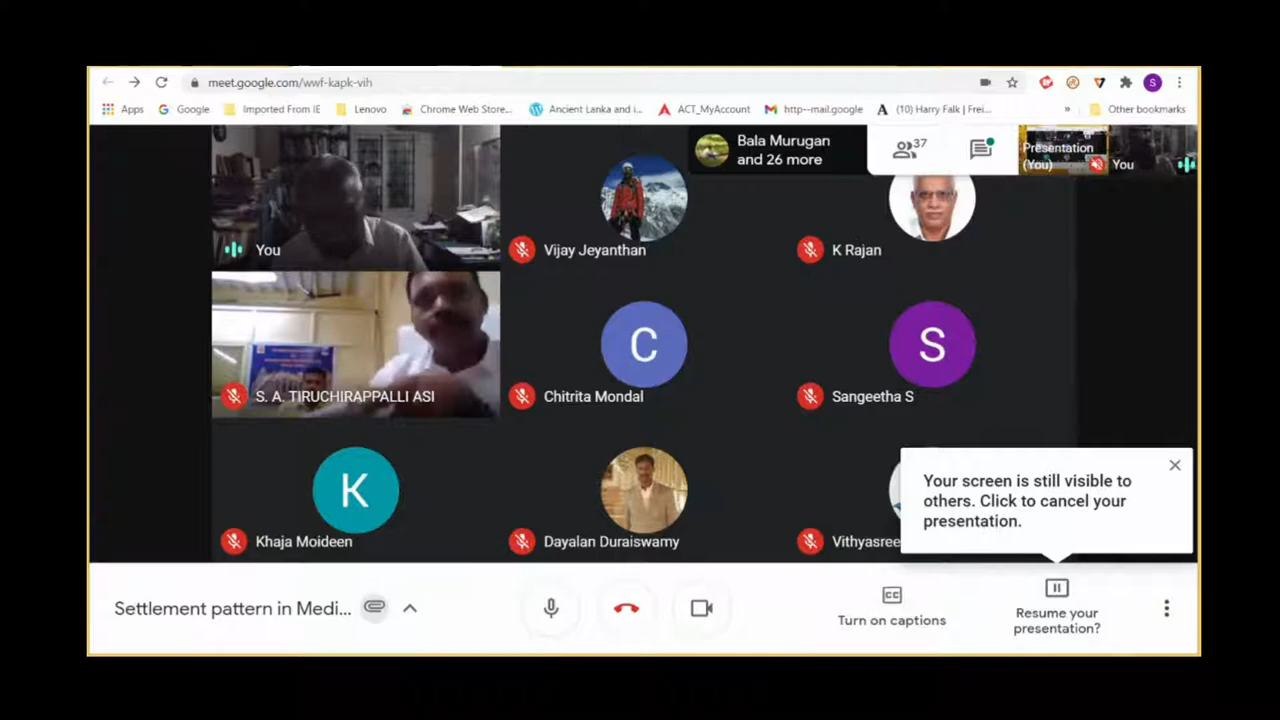 meet.google.com/wwf-kapk-vih
S
Apps
Google
Imported From IE
Lenovo
Chrome Web Store...
Ancient Lanka and i...
ACT_MyAccount
http--mail.google
A
(10) Harry Falk | Frei...
»
Other bookmarks
Bala Murugan
and 26 more
37
Presentation
(You)
You
You
Vijay Jeyanthan
K Rajan
S. A. TIRUCHIRAPPALLI ASI
C
Chitrita Mondal
S
Sangeetha S
K
Khaja Moideen
Dayalan Duraiswamy
Vithyasree
Your screen is still visible to
others. Click to cancel your
presentation.
Settlement pattern in Medi...
CC
Turn on captions
Resume your
presentation?